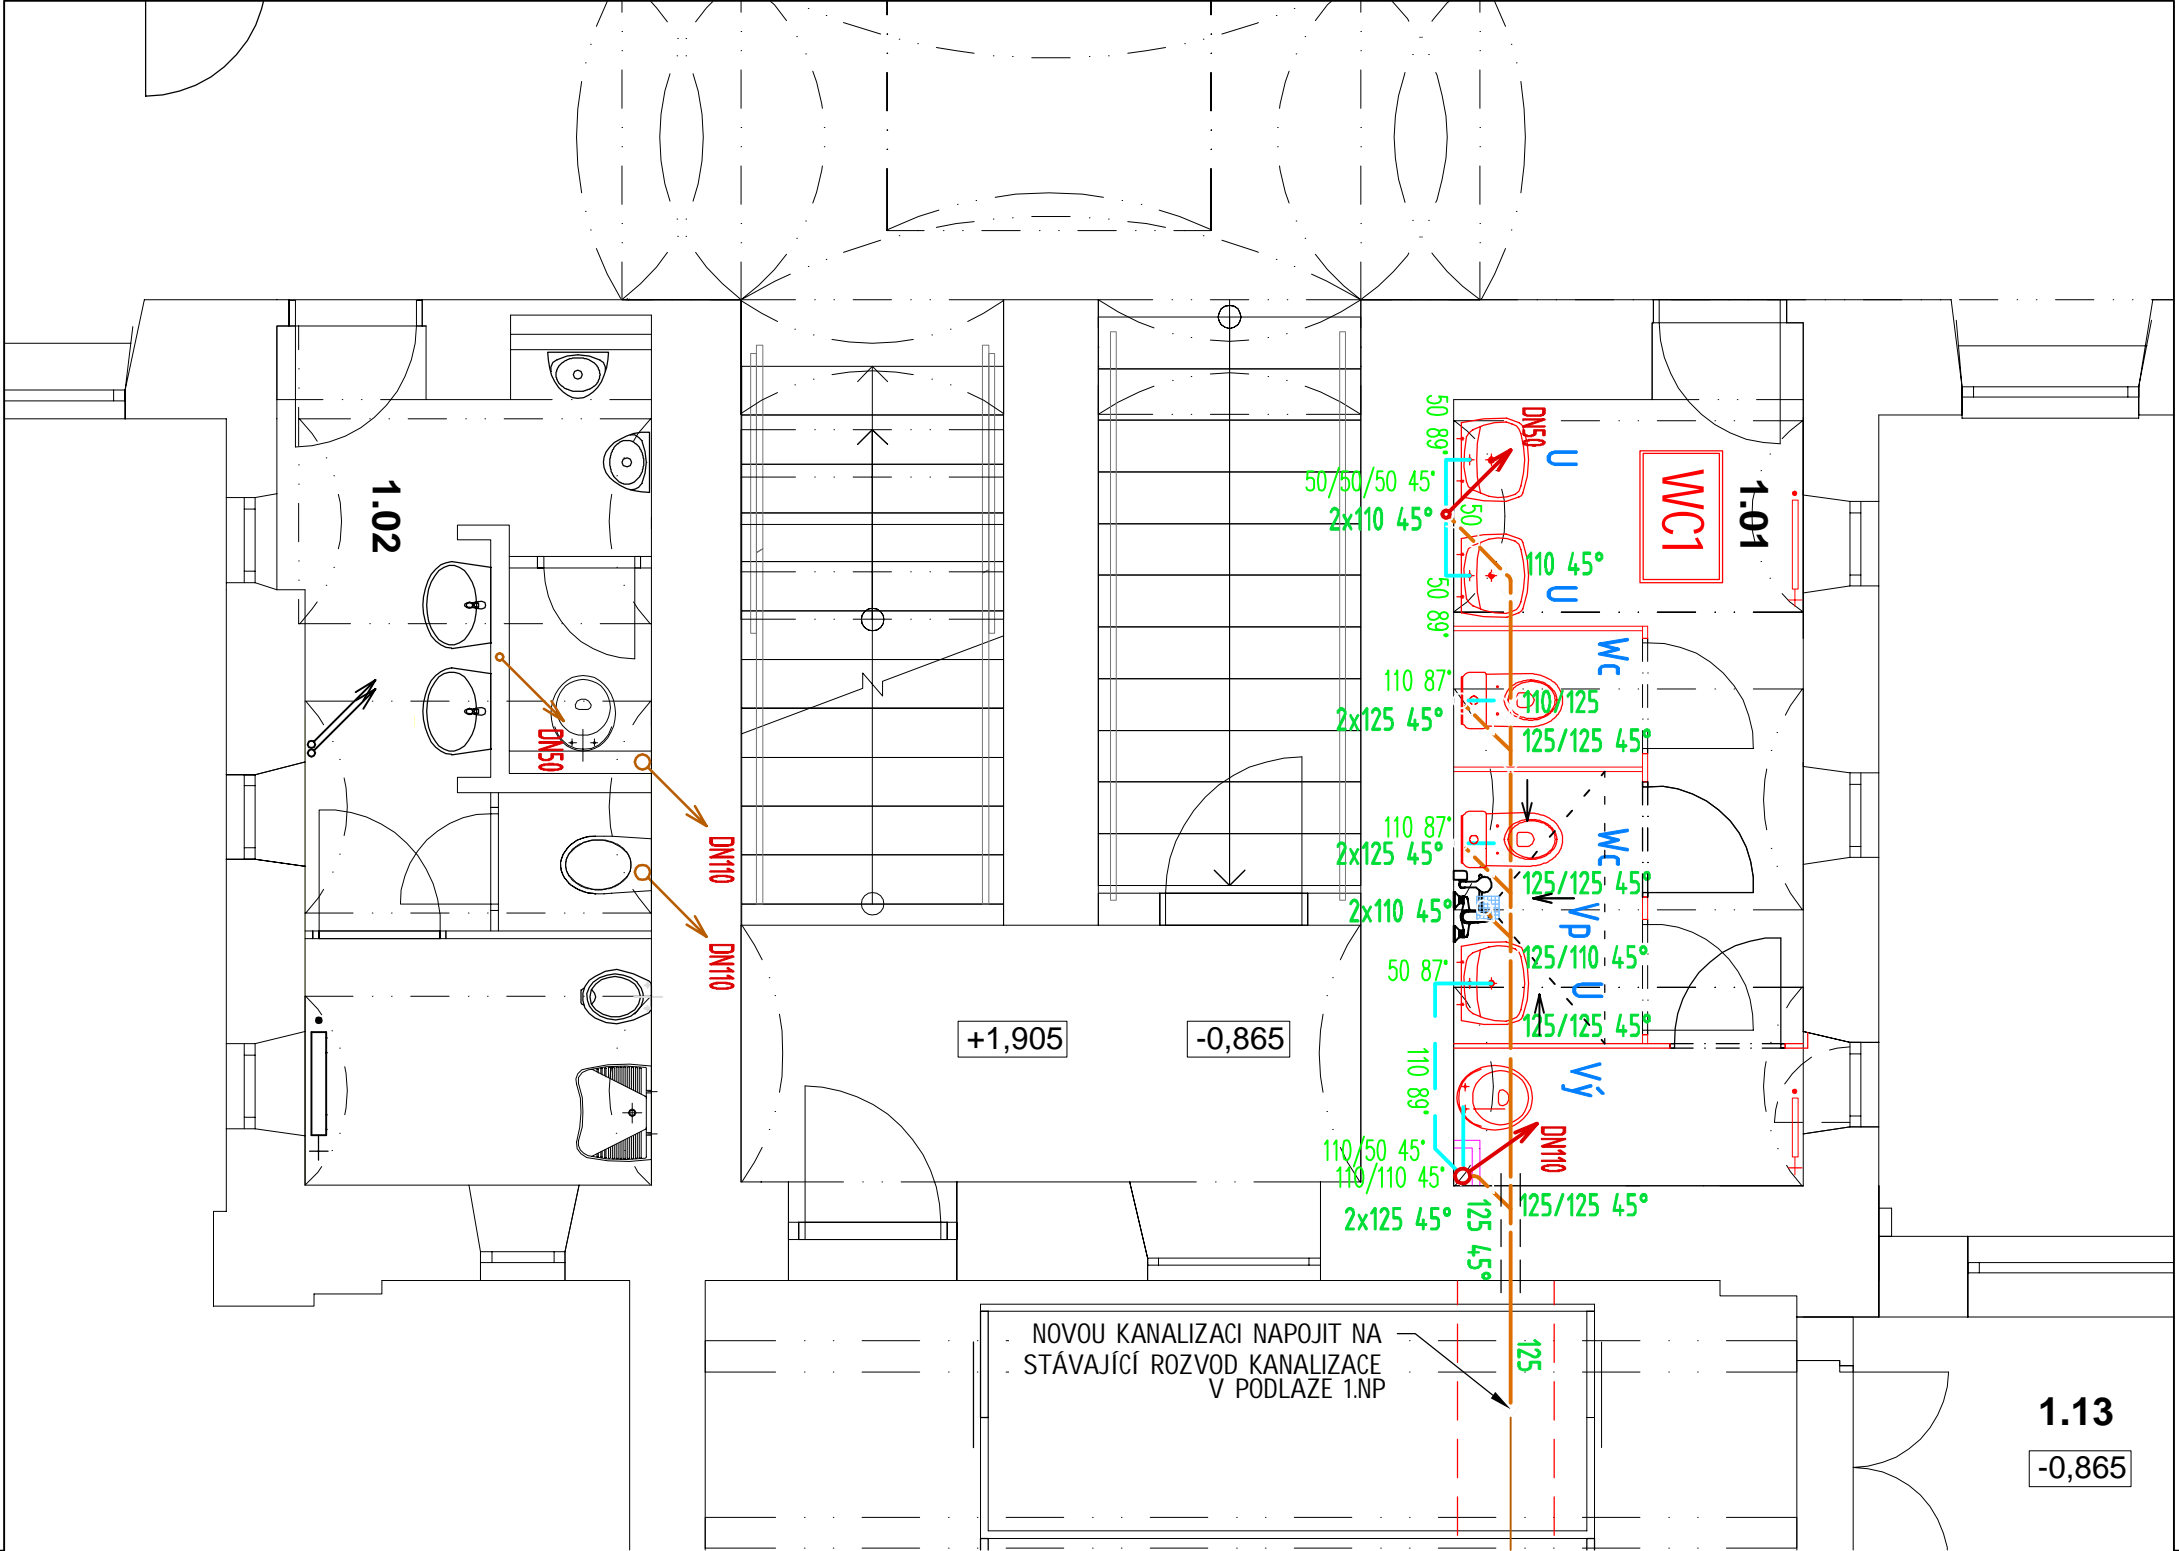 1.02
DN50
DN110
DN110
+1,905
-0,865
50 89°
DN50
U
50/50/50 45°
2x110 45°
50
WC1
1.01
110 45°
U
50 89°
Wc
110 87°
110/125
2x125 45°
125/125 45°
110 87°
Wc
2x125 45°
125/125 45°
2x110 45°
Vp
125/110 45°
50 87°
U
125/125 45°
110 89°
Vý
DN110
110/50 45°
110/110 45°
125/125 45°
2x125 45°
125 45°
NOVOU KANALIZACI NAPOJIT NA
STÁVAJÍCÍ ROZVOD KANALIZACE
V PODLAZE 1.NP
125
1.13
-0,865